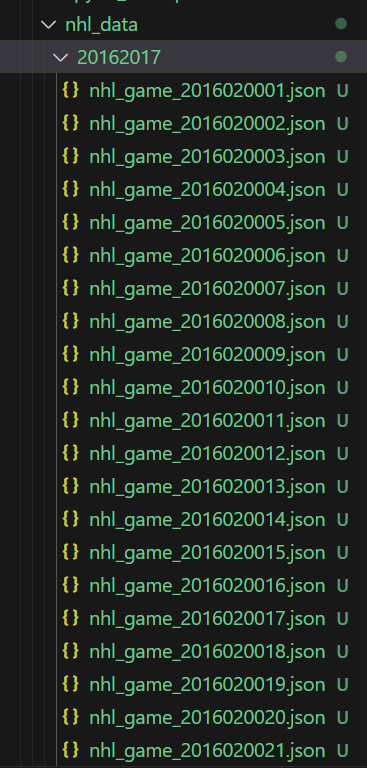 nhl_data
20162017
{} nhl_game_2016020001.json U
{} nhl_game_2016020002.json U
{} nhl_game_2016020003.json U
{} nhl_game_2016020004.json U
{} nhl_game_2016020005.json U
{} nhl_game_2016020006.json U
{} nhl_game_2016020007.json U
{} nhl_game_2016020008.json U
{} nhl_game_2016020009.json U
{} nhl_game_2016020010.json U
{} nhl_game_2016020011.json U
{} nhl_game_2016020012.json U
{} nhl_game_2016020013.json U
{} nhl_game_2016020014.json U
{} nhl_game_2016020015.json U
{} nhl_game_2016020016.json U
{} nhl_game_2016020017.json U
{} nhl_game_2016020018.json U
{} nhl_game_2016020019.json U
{} nhl_game_2016020020.json U
{} nhl_game_2016020021.json U